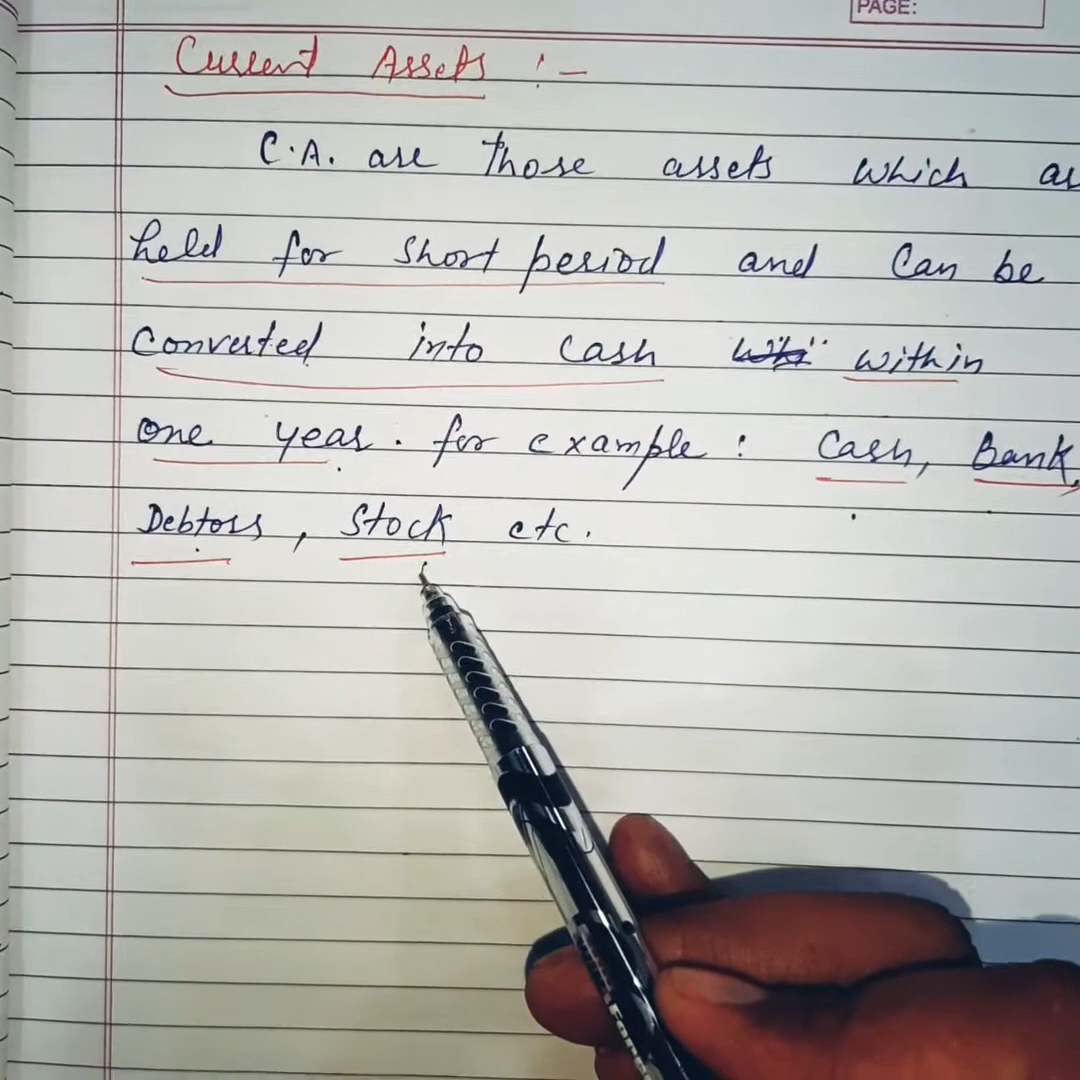 PAGE:
Current Assets :-
C.A. are those assets which ar
held for short period and can be
converted into cash within
one year. for example: Cash, Bank,
Debtors, Stock etc.